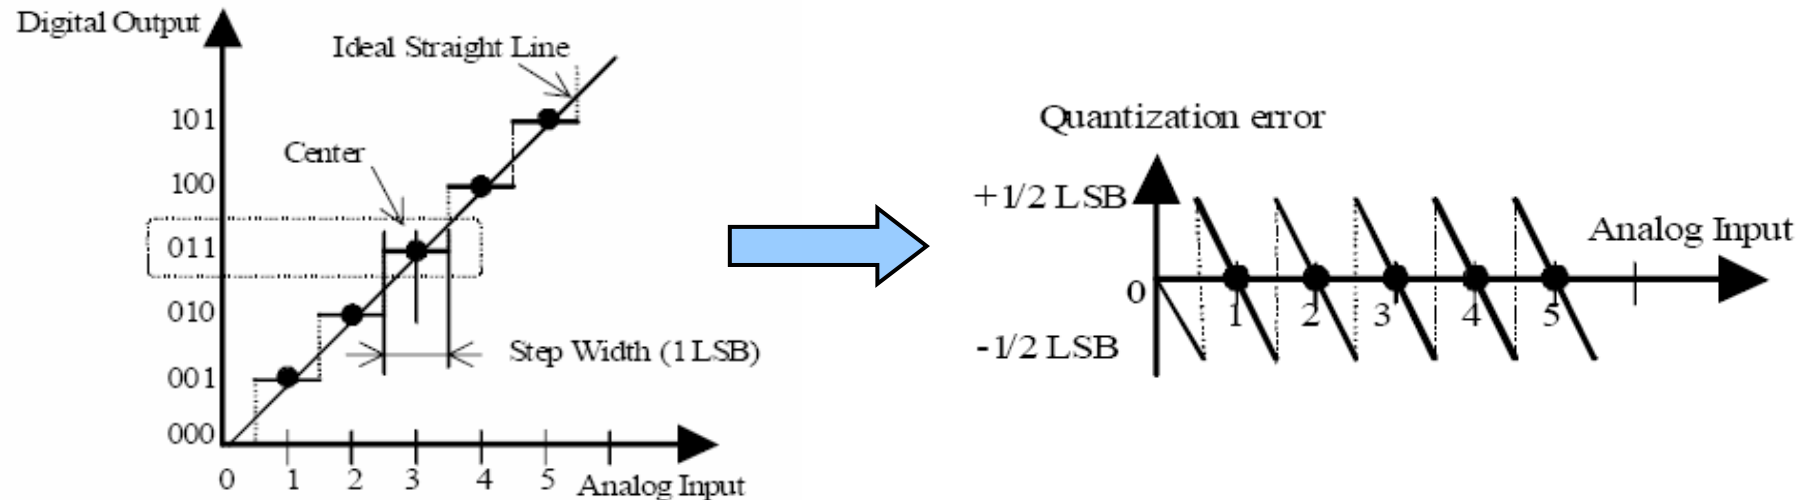 Digital Output
Ideal Straight Line
101
Center
100
011
010
Step Width (1 LSB)
001
000
0 1 2 3 4 5 Analog Input
Quantization error
+1/2 LSB
Analog Input
0
1 2 3 4 5
-1/2 LSB